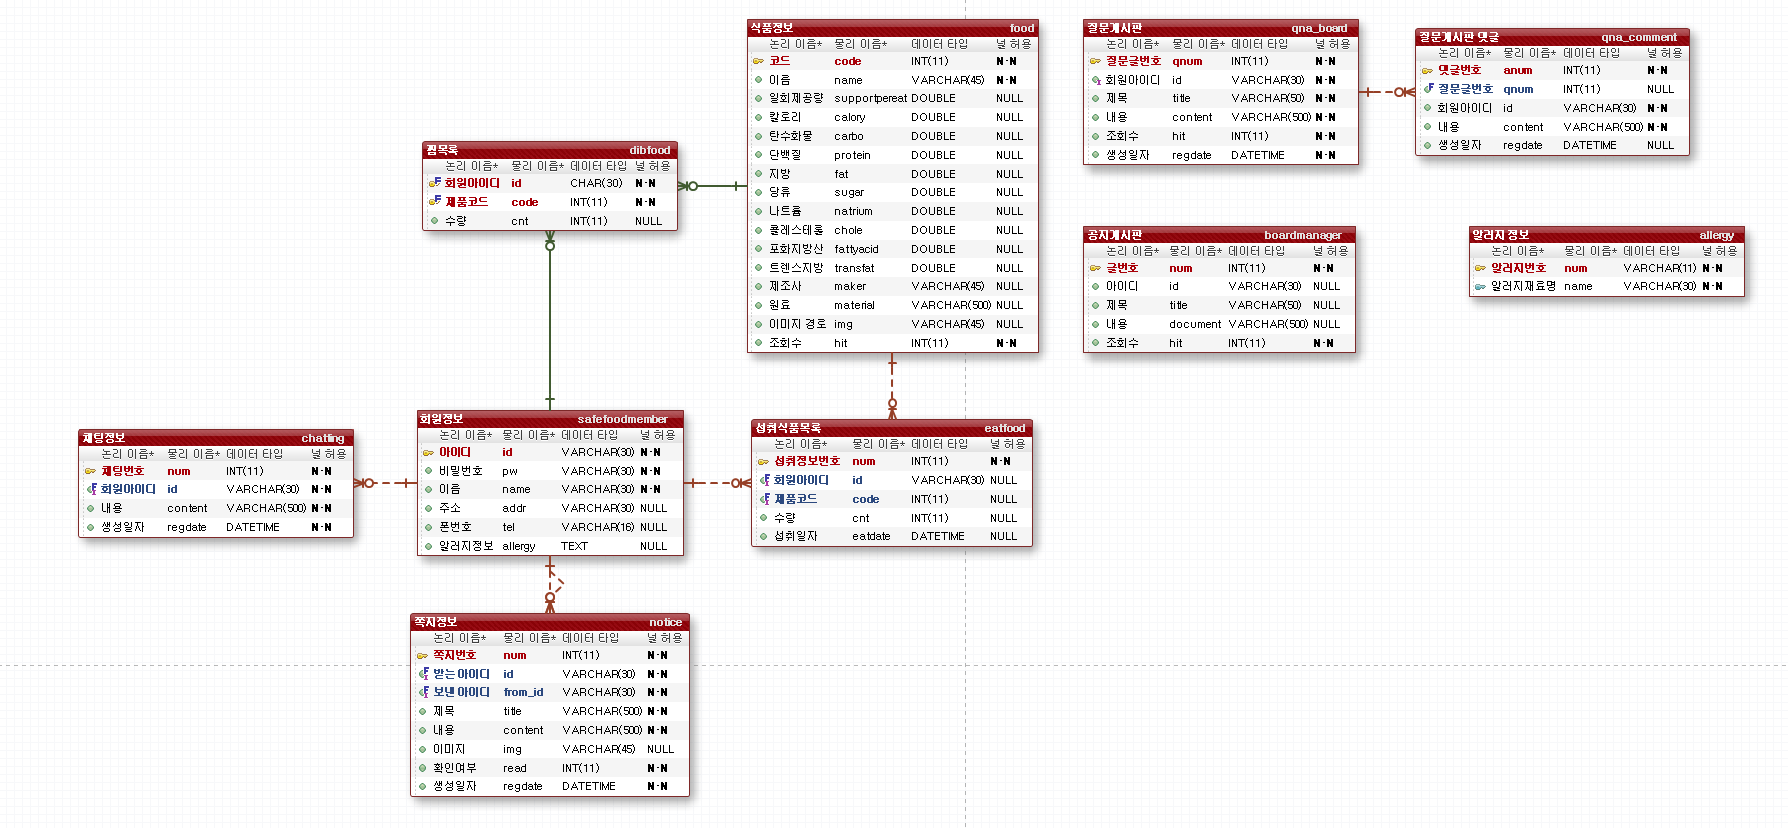 식품정보 food
논리 이름* 물리 이름* 데이터 타입 널 허용
코드 code INT(11) N-N
이름 name VARCHAR(45) N-N
일회제공량 supportpereat DOUBLE NULL
칼로리 calory DOUBLE NULL
탄수화물 carbo DOUBLE NULL
단백질 protein DOUBLE NULL
지방 fat DOUBLE NULL
당류 sugar DOUBLE NULL
나트륨 natrium DOUBLE NULL
콜레스테롤 chole DOUBLE NULL
포화지방산 fattyacid DOUBLE NULL
트렌스지방 transfat DOUBLE NULL
제조사 maker VARCHAR(45) NULL
원료 material VARCHAR(500) NULL
이미지 경로 img VARCHAR(45) NULL
조회수 hit INT(11) N-N
질문게시판 qna_board
논리 이름* 물리 이름* 데이터 타입 널 허용
질문글번호 qnum INT(11) N-N
회원아이디 id VARCHAR(30) N-N
제목 title VARCHAR(50) N-N
내용 content VARCHAR(500) N-N
조회수 hit INT(11) N-N
생성일자 regdate DATETIME N-N
질문게시판 댓글 qna_comment
논리 이름* 물리 이름* 데이터 타입 널 허용
댓글번호 anum INT(11) N-N
질문글번호 qnum INT(11) NULL
회원아이디 id VARCHAR(30) N-N
내용 content VARCHAR(500) N-N
생성일자 regdate DATETIME NULL
찜목록 dibfood
논리 이름* 물리 이름* 데이터 타입 널 허용
회원아이디 id CHAR(30) N-N
제품코드 code INT(11) N-N
수량 cnt INT(11) NULL
공지게시판 boardmanager
논리 이름* 물리 이름* 데이터 타입 널 허용
글번호 num INT(11) N-N
아이디 id VARCHAR(30) NULL
제목 title VARCHAR(50) NULL
내용 document VARCHAR(500) NULL
조회수 hit INT(11) N-N
알러지 정보 allergy
논리 이름* 물리 이름* 데이터 타입 널 허용
알러지번호 num VARCHAR(11) N-N
알러지재료명 name VARCHAR(30) N-N
채팅정보 chatting
논리 이름* 물리 이름* 데이터 타입 널 허용
채팅번호 num INT(11) N-N
회원아이디 id VARCHAR(30) N-N
내용 content VARCHAR(500) N-N
생성일자 regdate DATETIME N-N
회원정보 safefoodmember
논리 이름* 물리 이름* 데이터 타입 널 허용
아이디 id VARCHAR(30) N-N
비밀번호 pw VARCHAR(30) N-N
이름 name VARCHAR(30) N-N
주소 addr VARCHAR(30) NULL
폰번호 tel VARCHAR(16) NULL
알러지정보 allergy TEXT NULL
섭취식품목록 eatfood
논리 이름* 물리 이름* 데이터 타입 널 허용
섭취정보번호 num INT(11) N-N
회원아이디 id VARCHAR(30) NULL
제품코드 code INT(11) NULL
수량 cnt INT(11) NULL
섭취일자 eatdate DATETIME NULL
쪽지정보 notice
논리 이름* 물리 이름* 데이터 타입 널 허용
쪽지번호 num INT(11) N-N
받는아이디 id VARCHAR(30) N-N
보낸아이디 from_id VARCHAR(30) N-N
제목 title VARCHAR(500) N-N
내용 content VARCHAR(500) N-N
이미지 img VARCHAR(45) NULL
확인여부 read INT(11) N-N
생성일자 regdate DATETIME N-N